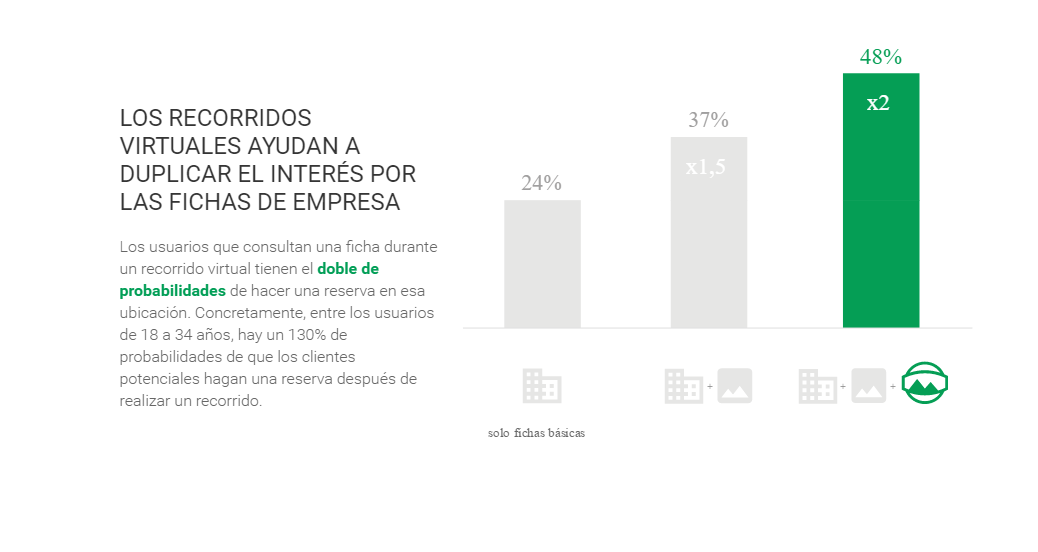 LOS RECORRIDOS
VIRTUALES AYUDAN A
DUPLICAR EL INTERÉS POR
LAS FICHAS DE EMPRESA
Los usuarios que consultan una ficha durante
un recorrido virtual tienen el doble de
probabilidades de hacer una reserva en esa
ubicación. Concretamente, entre los usuarios
de 18 a 34 años, hay un 130% de
probabilidades de que los clientes
potenciales hagan una reserva después de
realizar un recorrido.
24%
37%
x1,5
48%
x2
+
+ +
solo fichas básicas